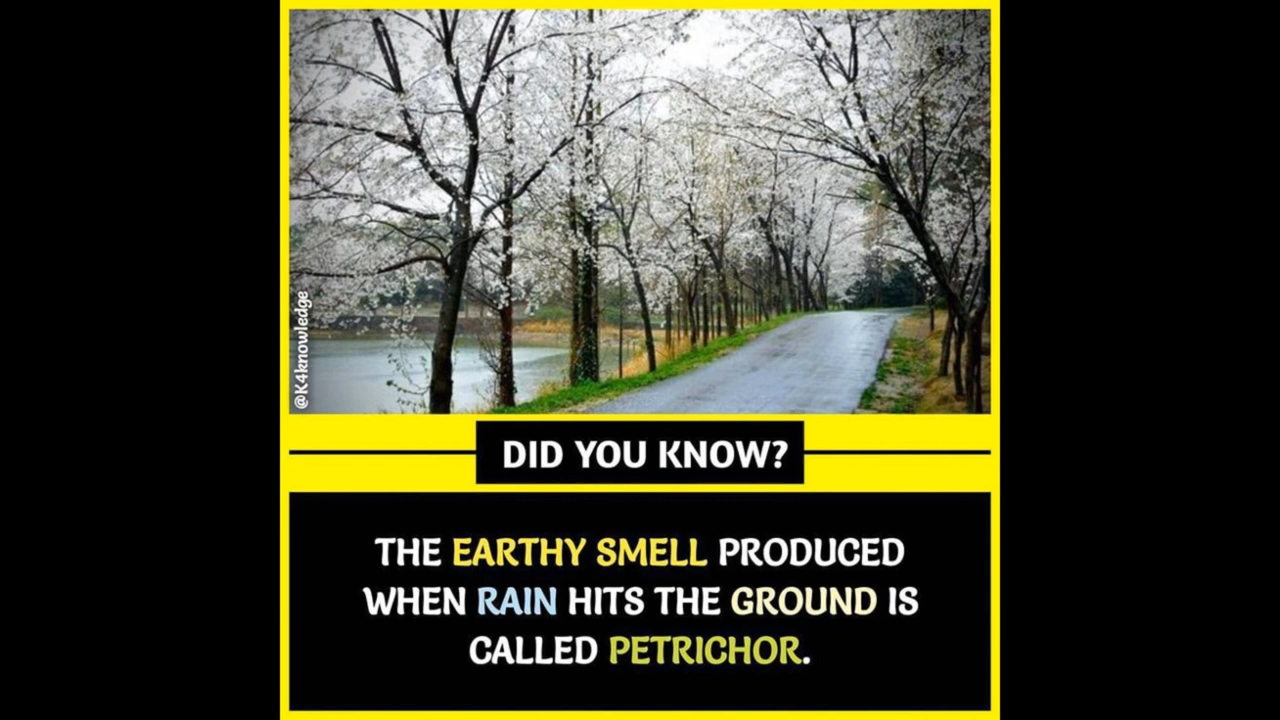 @K4knowledge
DID YOU KNOW?
THE EARTHY SMELL PRODUCED
WHEN RAIN HITS THE GROUND IS
CALLED PETRICHOR.